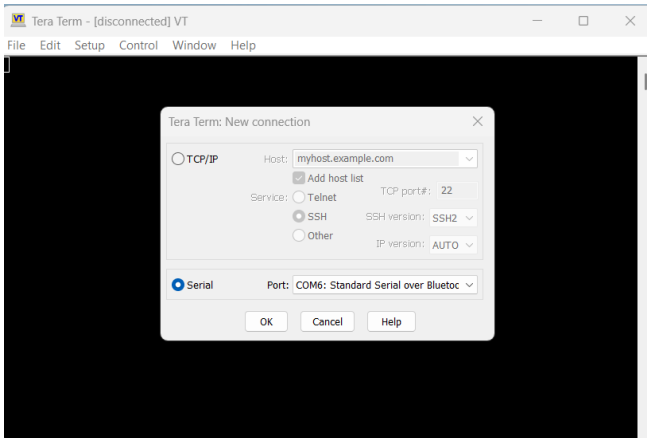 VT Tera Term - [disconnected] VT
File Edit Setup Control Window Help
Tera Term: New connection
TCP/IP Host: myhost.example.com
Add host list
Service: Telnet TCP port#: 22
SSH SSH version: SSH2
Other IP version: AUTO
Serial Port: COM6: Standard Serial over Bluetoc
OK Cancel Help